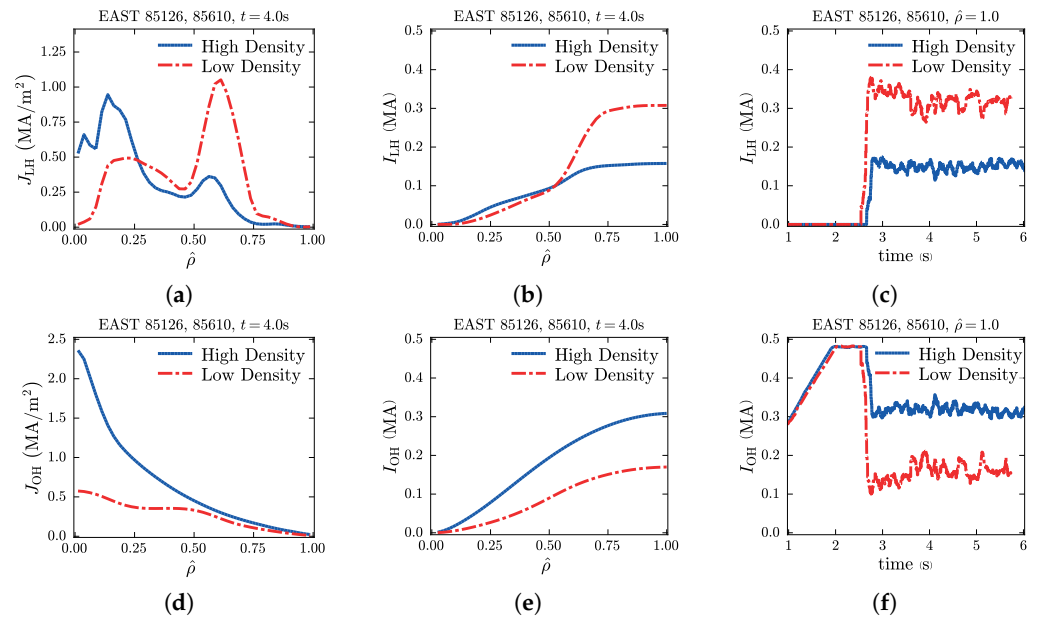 EAST 85126, 85610, t = 4.0s
J_LH (MA/m²)
1.25
1.00
0.75
0.50
0.25
0.00
High Density
Low Density
0.00 0.25 0.50 0.75 1.00
ρ̂
(a)
EAST 85126, 85610, t = 4.0s
I_LH (MA)
0.5
0.4
0.3
0.2
0.1
0.0
High Density
Low Density
0.00 0.25 0.50 0.75 1.00
ρ̂
(b)
EAST 85126, 85610, ρ̂ = 1.0
I_LH (MA)
0.5
0.4
0.3
0.2
0.1
0.0
High Density
Low Density
1 2 3 4 5 6
time (s)
(c)
EAST 85126, 85610, t = 4.0s
J_OH (MA/m²)
2.5
2.0
1.5
1.0
0.5
0.0
High Density
Low Density
0.00 0.25 0.50 0.75 1.00
ρ̂
(d)
EAST 85126, 85610, t = 4.0s
I_OH (MA)
0.5
0.4
0.3
0.2
0.1
0.0
High Density
Low Density
0.00 0.25 0.50 0.75 1.00
ρ̂
(e)
EAST 85126, 85610, ρ̂ = 1.0
I_OH (MA)
0.5
0.4
0.3
0.2
0.1
0.0
High Density
Low Density
1 2 3 4 5 6
time (s)
(f)